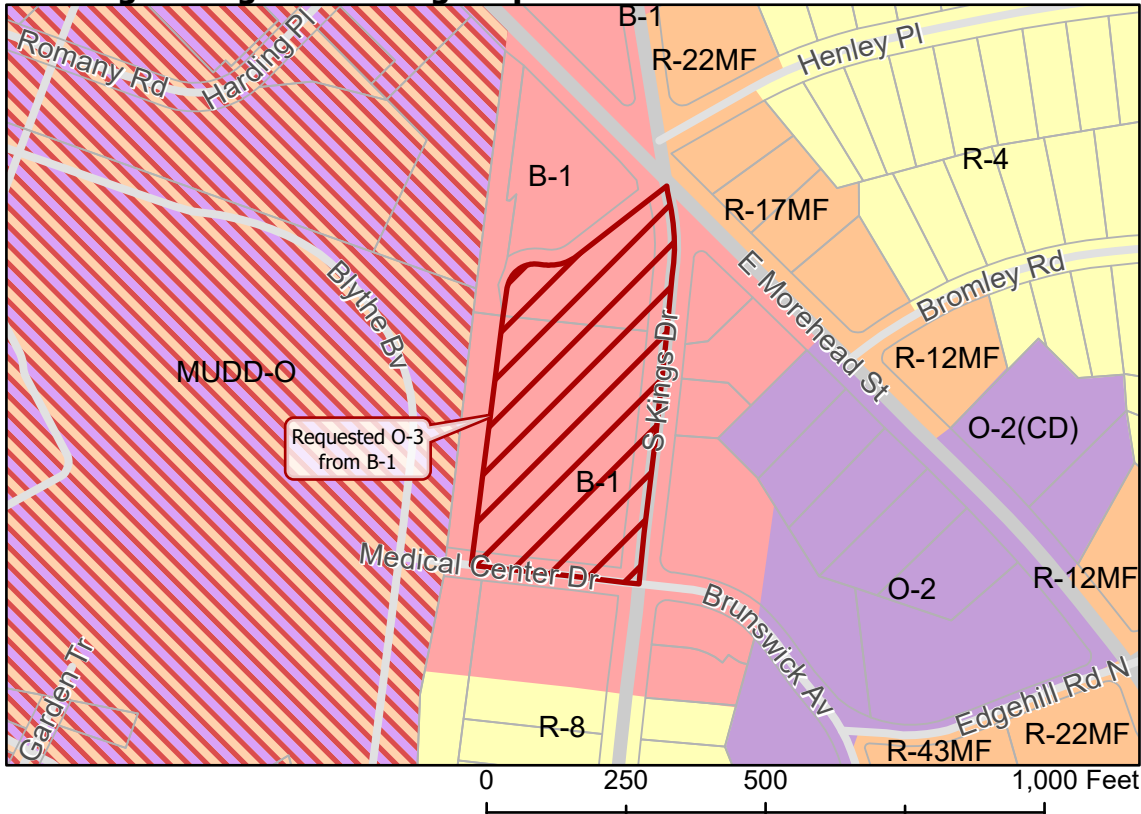 B-1
Romany Rd
Harding Pl
R-22MF
Henley Pl
B-1
R-4
R-17MF
Bromley Rd
E Morehead St
Blythe Bv
S Kings Dr
R-12MF
MUDD-O
O-2(CD)
Requested O-3
from B-1
B-1
Medical Center Dr
R-12MF
O-2
Brunswick Av
Garden Tr
Edgehill Rd N
R-8
R-43MF
R-22MF
0 250 500 1,000 Feet